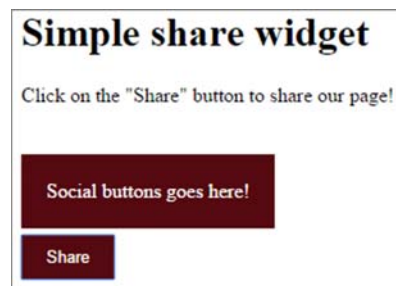 Simple share widget
Click on the "Share" button to share our page!
Social buttons goes here!
Share